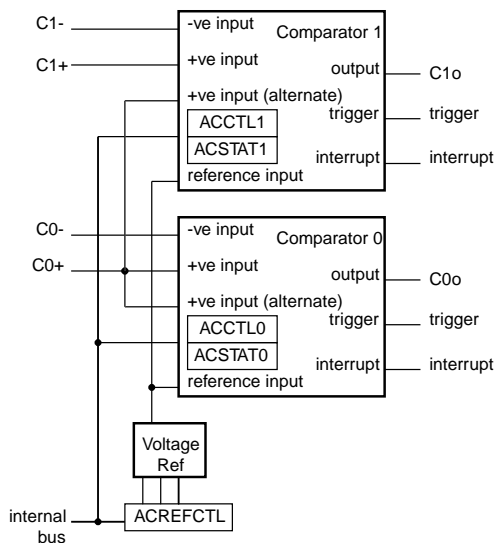 C1-
-ve input
Comparator 1
C1+
+ve input
output
C1o
+ve input (alternate)
trigger
trigger
ACCTL1
ACSTAT1
interrupt
interrupt
reference input
C0-
-ve input
Comparator 0
C0+
+ve input
output
C0o
+ve input (alternate)
trigger
trigger
ACCTL0
ACSTAT0
interrupt
interrupt
reference input
Voltage
Ref
internal
bus
ACREFCTL